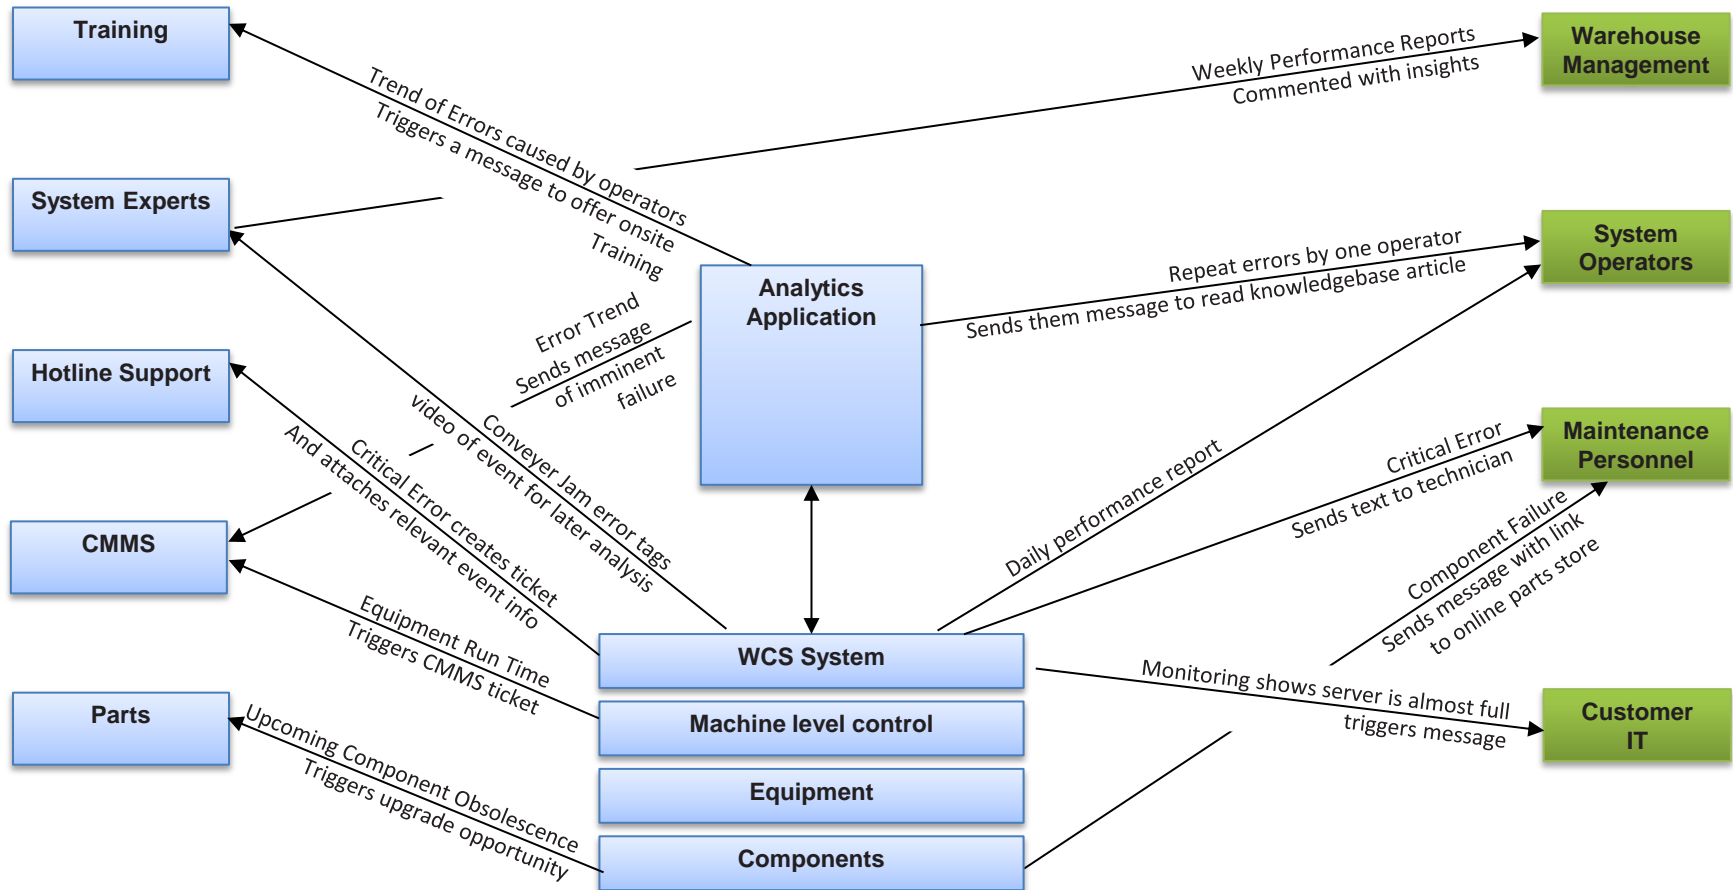 Training
Trend of Errors caused by operators
Triggers a message to offer onsite
Training
Weekly Performance Reports
Commented with insights
Warehouse
Management
System Experts
System
Operators
Repeat errors by one operator
Sends them message to read knowledgebase article
Analytics
Application
Error Trend
Sends message
of imminent
failure
Hotline Support
Conveyer Jam error tags
video of event for later analysis
Critical Error creates ticket
And attaches relevant event info
Daily performance report
Critical Error
Sends text to technician
Maintenance
Personnel
Component Failure
Sends message with link
to online parts store
CMMS
Equipment Run Time
Triggers CMMS ticket
WCS System
Monitoring shows server is almost full
triggers message
Customer
IT
Parts
Upcoming Component Obsolescence
Triggers upgrade opportunity
Machine level control
Equipment
Components